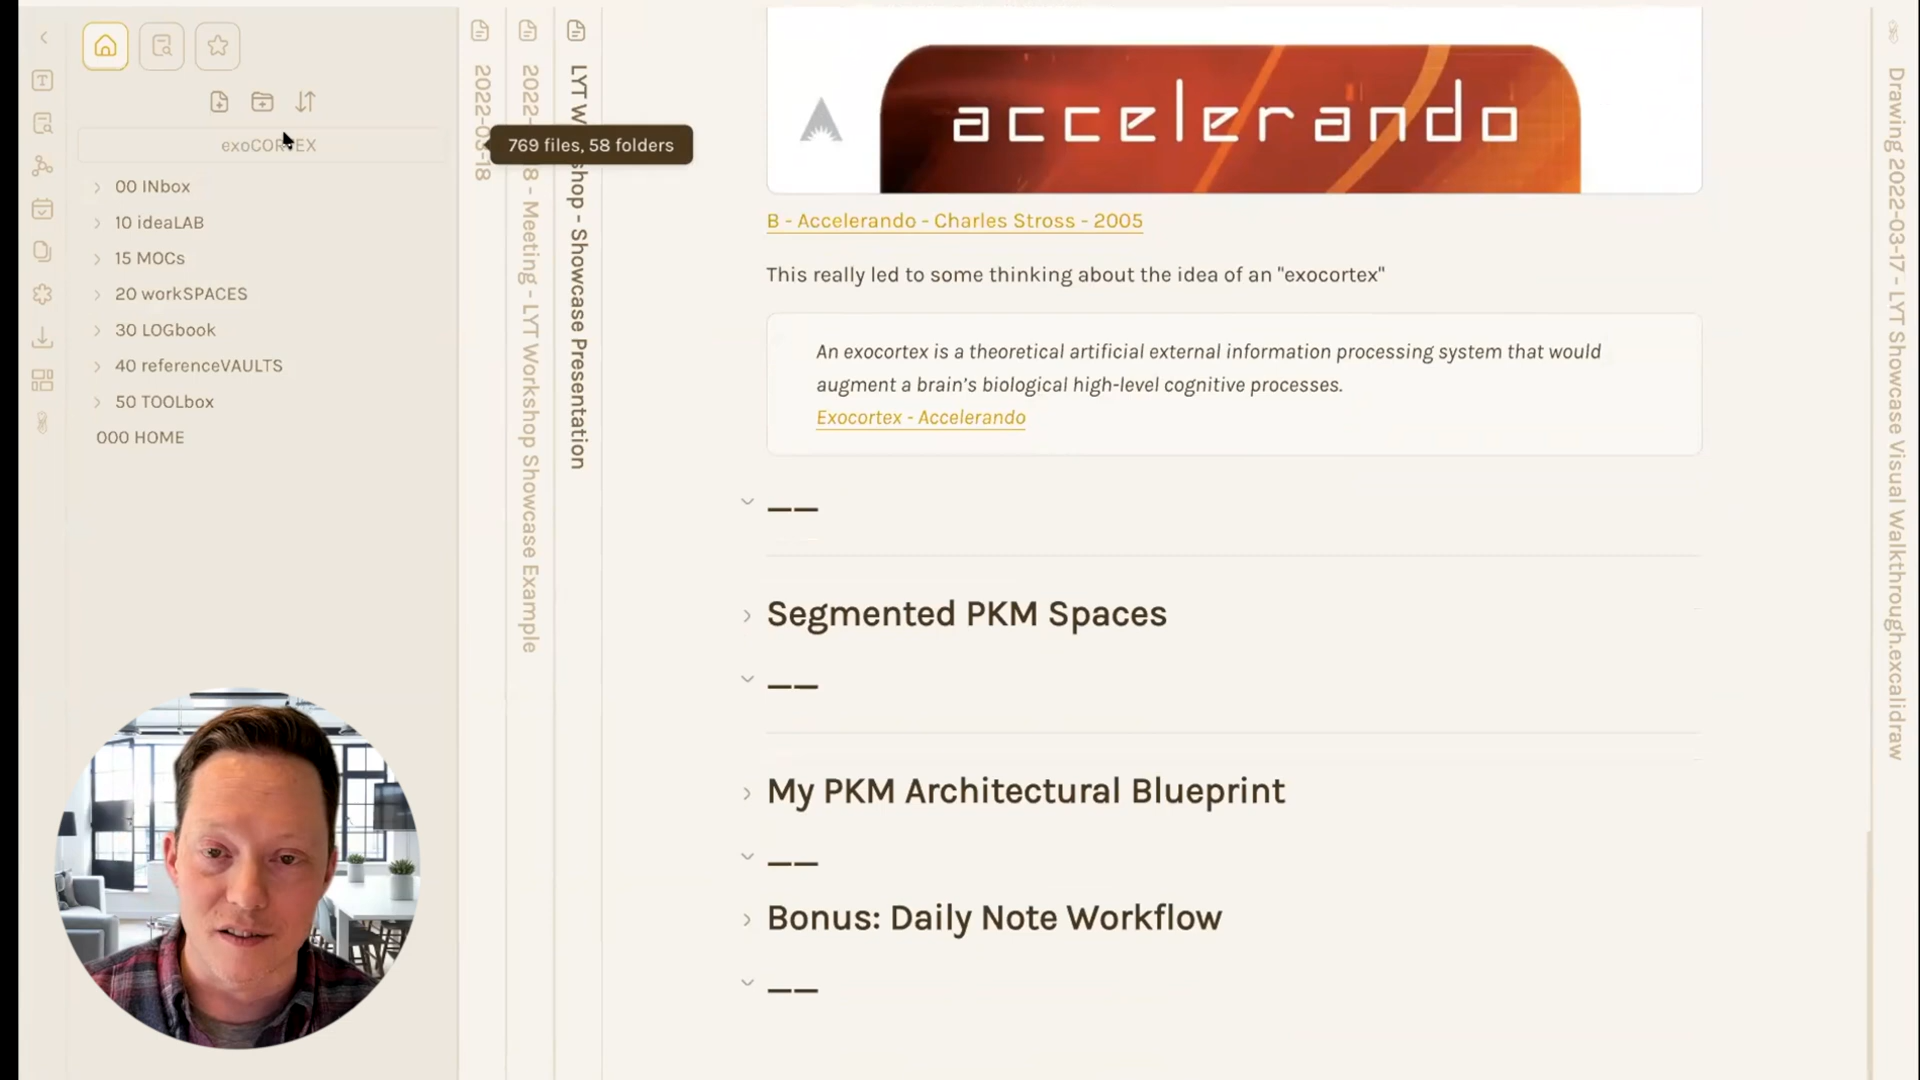 exoCORTEX
00 INbox
10 ideaLAB
15 MOCs
20 workSPACES
30 LOGbook
40 referenceVAULTS
50 TOOLbox
000 HOME
769 files, 58 folders
2022-03-18
8 - Meeting - LYT Workshop Showcase Example
LYT W shop - Showcase Presentation
accelerando
B - Accelerando - Charles Stross - 2005
This really led to some thinking about the idea of an "exocortex"
An exocortex is a theoretical artificial external information processing system that would
augment a brain's biological high-level cognitive processes.
Exocortex - Accelerando
——
Segmented PKM Spaces
——
My PKM Architectural Blueprint
——
Bonus: Daily Note Workflow
——
Drawing 2022-03-17 - LYT Showcase Visual Walkthrough.excalidraw